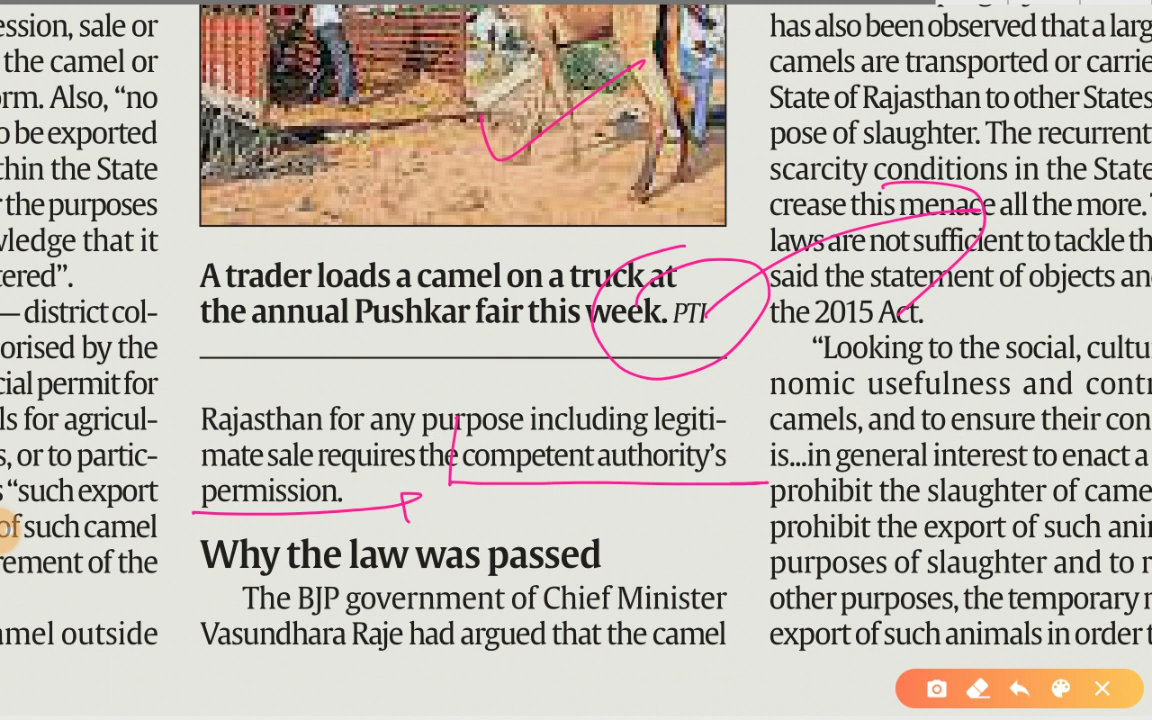 ession, sale or
the camel or
orm. Also, “no
o be exported
thin the State
r the purposes
wledge that it
tered”.
— district col-
orised by the
cial permit for
ls for agricul-
s, or to partic-
s “such export
of such camel
rement of the
amel outside
A trader loads a camel on a truck at
the annual Pushkar fair this week. PTI
Rajasthan for any purpose including legiti-
mate sale requires the competent authority’s
permission.
Why the law was passed
The BJP government of Chief Minister
Vasundhara Raje had argued that the camel
has also been observed that a larg
camels are transported or carrie
State of Rajasthan to other States
pose of slaughter. The recurrent
scarcity conditions in the State
crease this menace all the more.
laws are not sufficient to tackle th
said the statement of objects an
the 2015 Act.
“Looking to the social, cultu
nomic usefulness and contr
camels, and to ensure their con
is...in general interest to enact a
prohibit the slaughter of came
prohibit the export of such ani
purposes of slaughter and to r
other purposes, the temporary
export of such animals in order t